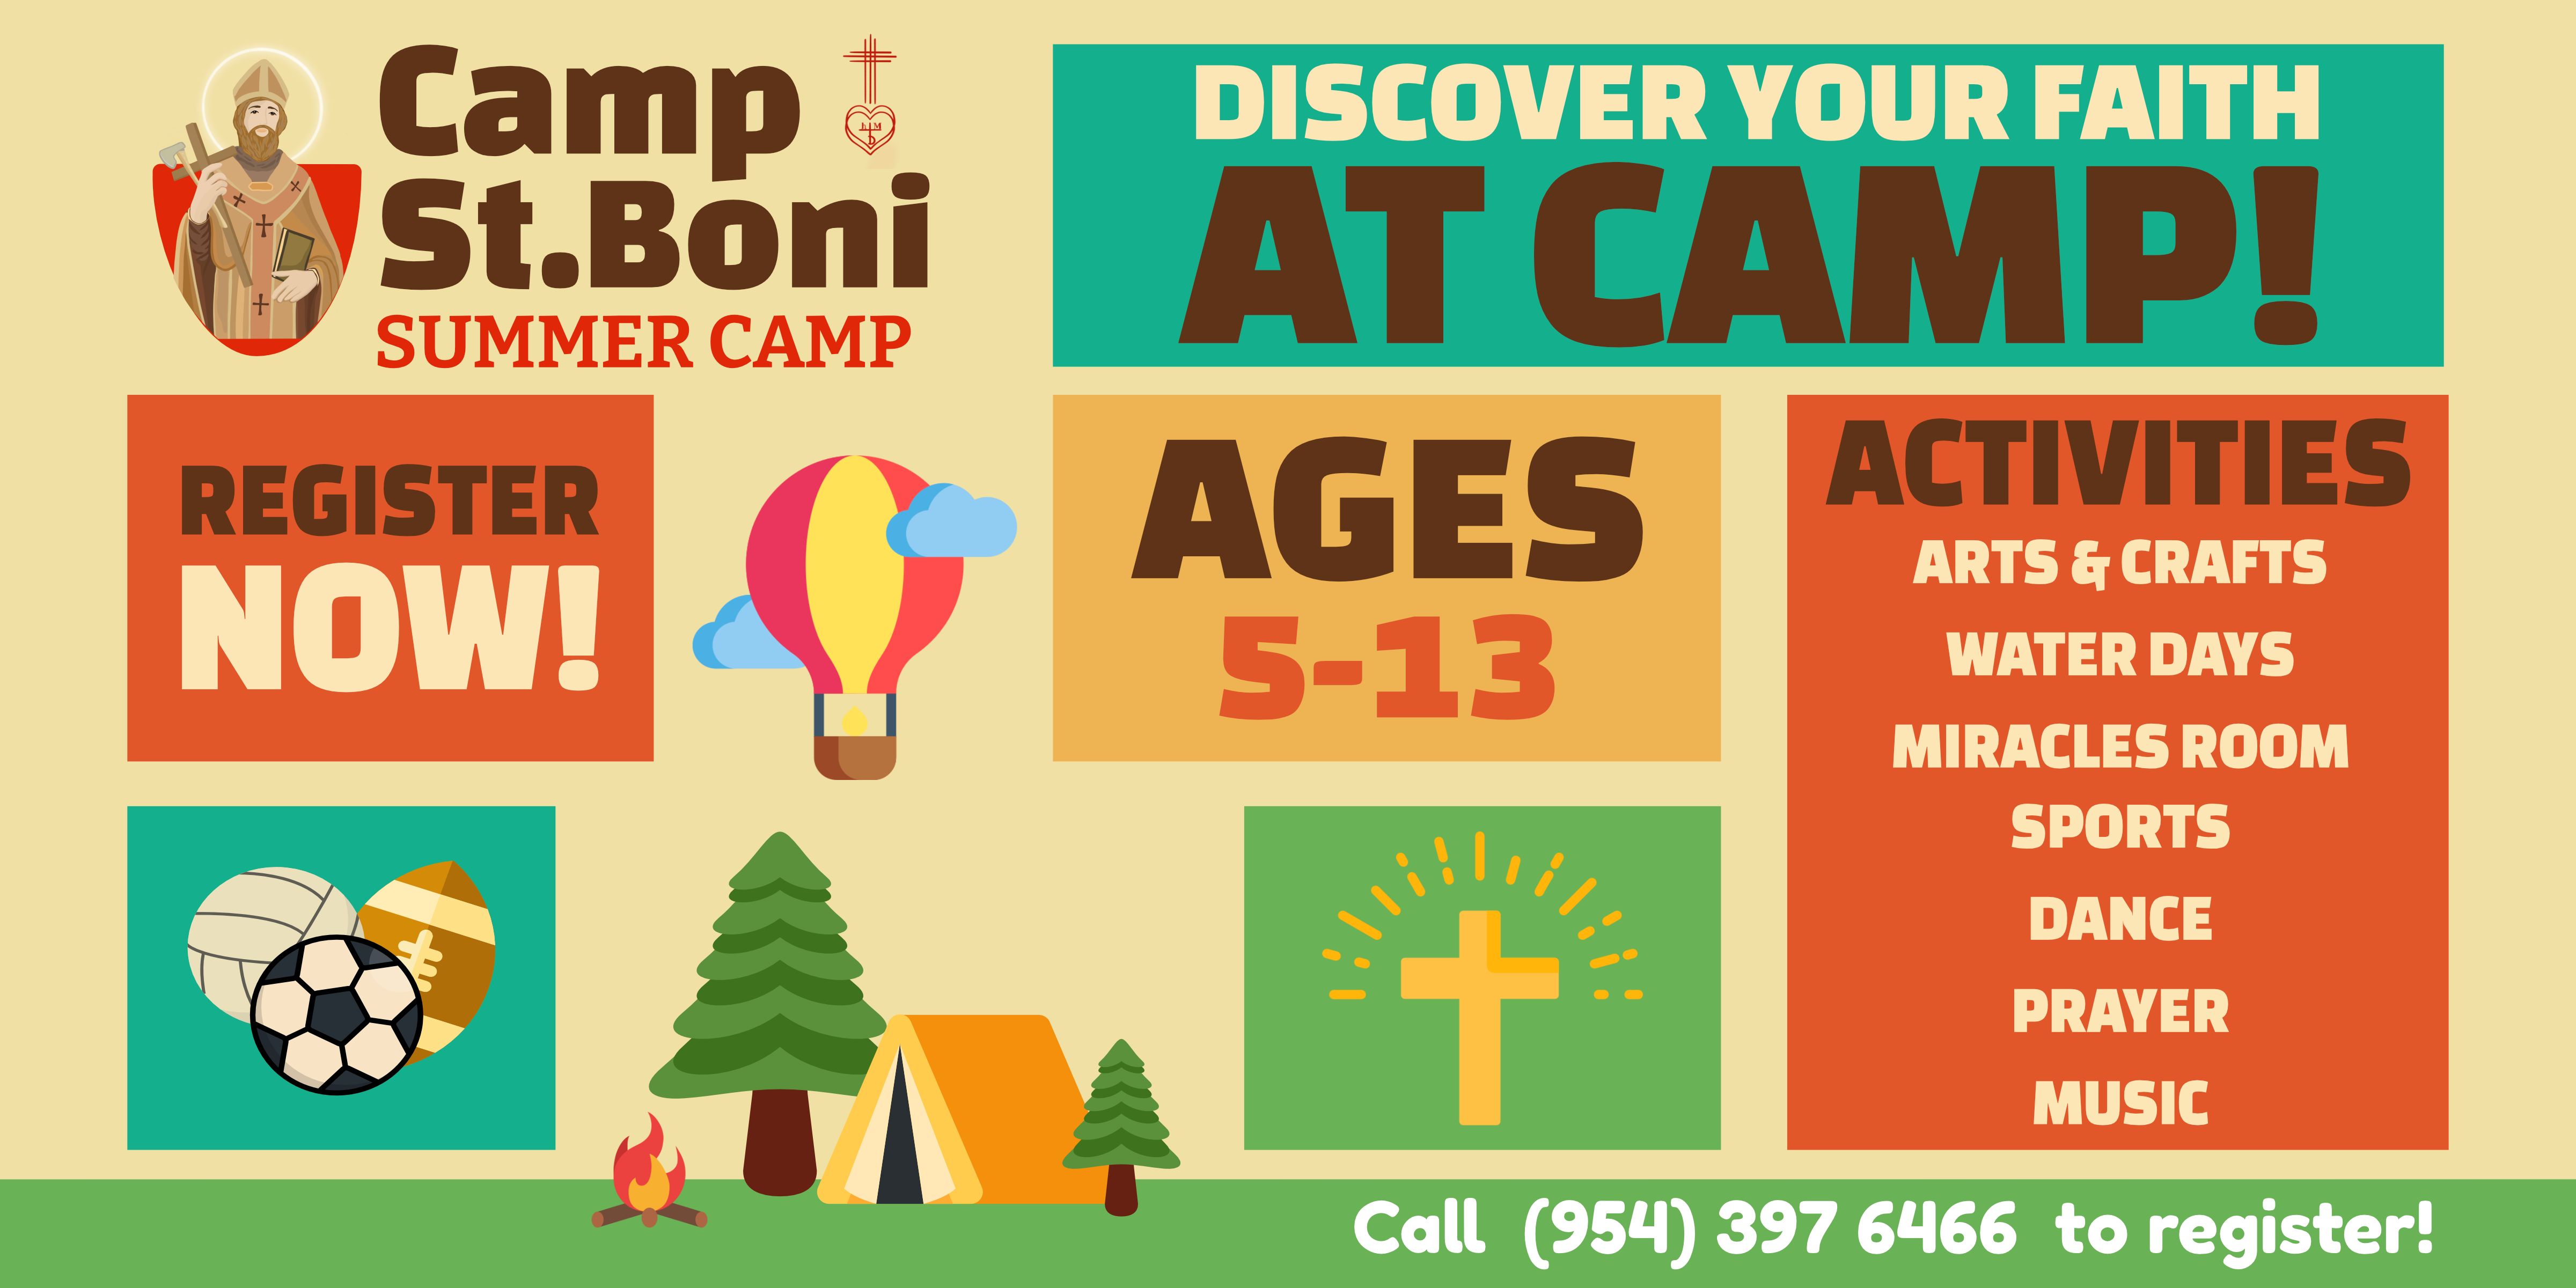 Camp
St.Boni
SUMMER CAMP
DISCOVER YOUR FAITH
AT CAMP!
REGISTER
NOW!
AGES
5-13
ACTIVITIES
ARTS & CRAFTS
WATER DAYS
MIRACLES ROOM
SPORTS
DANCE
PRAYER
MUSIC
Call (954) 397 6466 to register!